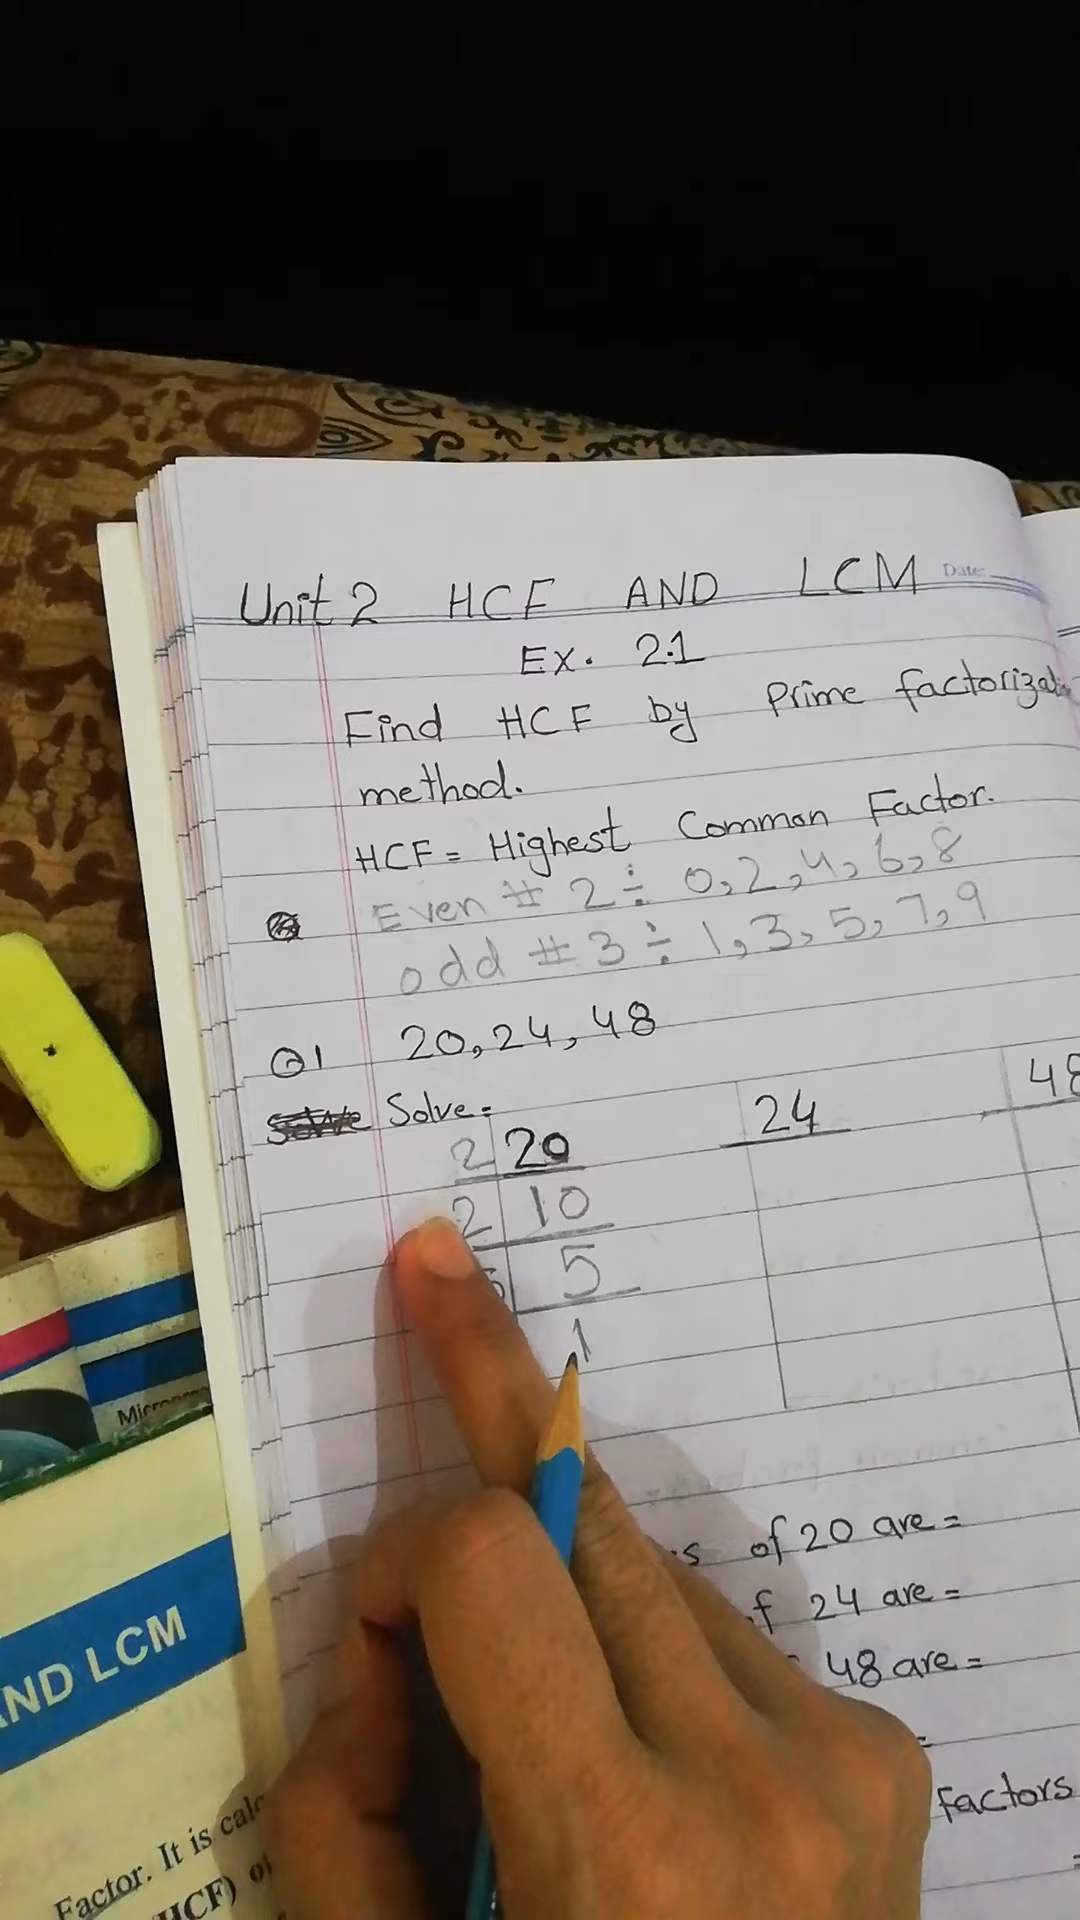 Unit 2 HCF AND LCM
Date
Ex. 2.1
Find HCF by Prime
method.
HCF = Highest Common Factor.
Even # 2 ÷ 0,2,4,6,8
odd # 3 ÷ 1,3,5,7,9
Q1 20,24,48
Solve=
24
48
2 20
2 10
5
1
of 20 are =
24 are =
48 are =
=
factors
=
AND LCM
Factor. It is
(HCF)